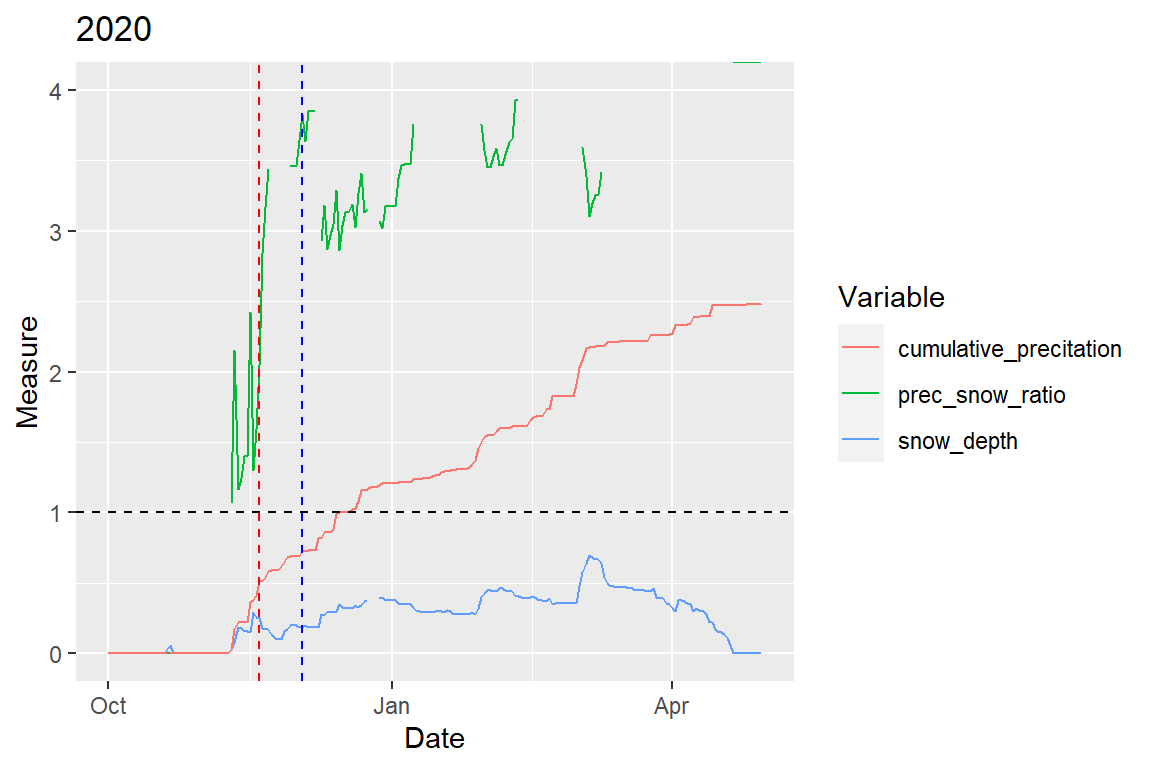 2020
Measure
4
3
2
1
0
Oct
Jan
Apr
Date
Variable
cumulative_precitation
prec_snow_ratio
snow_depth